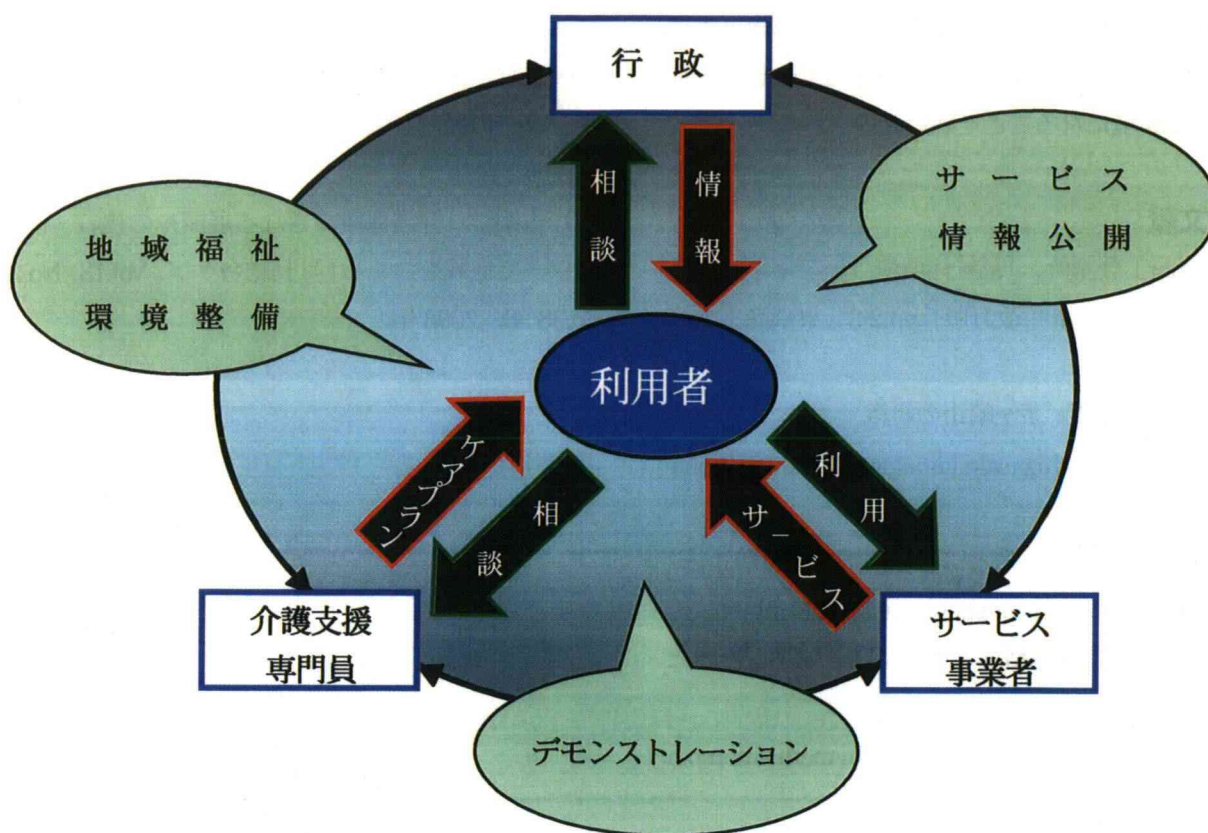 行政
相談
情報
サービス
情報公開
地域福祉
環境整備
利用者
ケアプラン
相談
利用
サービス
介護支援
専門員
サービス
事業者
デモンストレーション